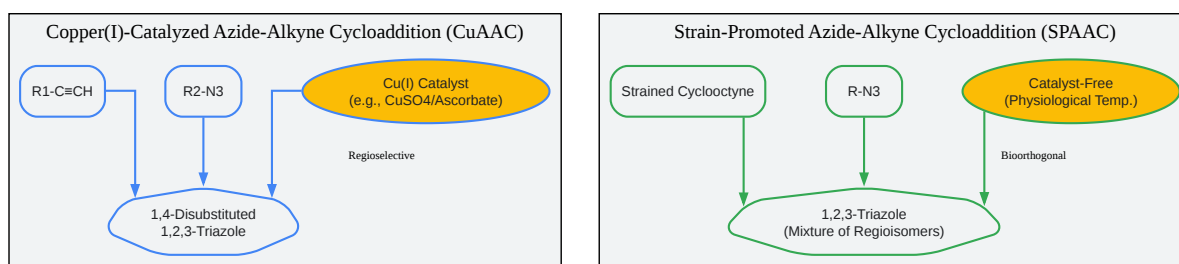 Copper(I)-Catalyzed Azide-Alkyne Cycloaddition (CuAAC)
R1-C≡CH
R2-N3
Cu(I) Catalyst
(e.g., CuSO4/Ascorbate)
Regioselective
1,4-Disubstituted
1,2,3-Triazole
Strain-Promoted Azide-Alkyne Cycloaddition (SPAAC)
Strained Cyclooctyne
R-N3
Catalyst-Free
(Physiological Temp.)
Bioorthogonal
1,2,3-Triazole
(Mixture of Regioisomers)